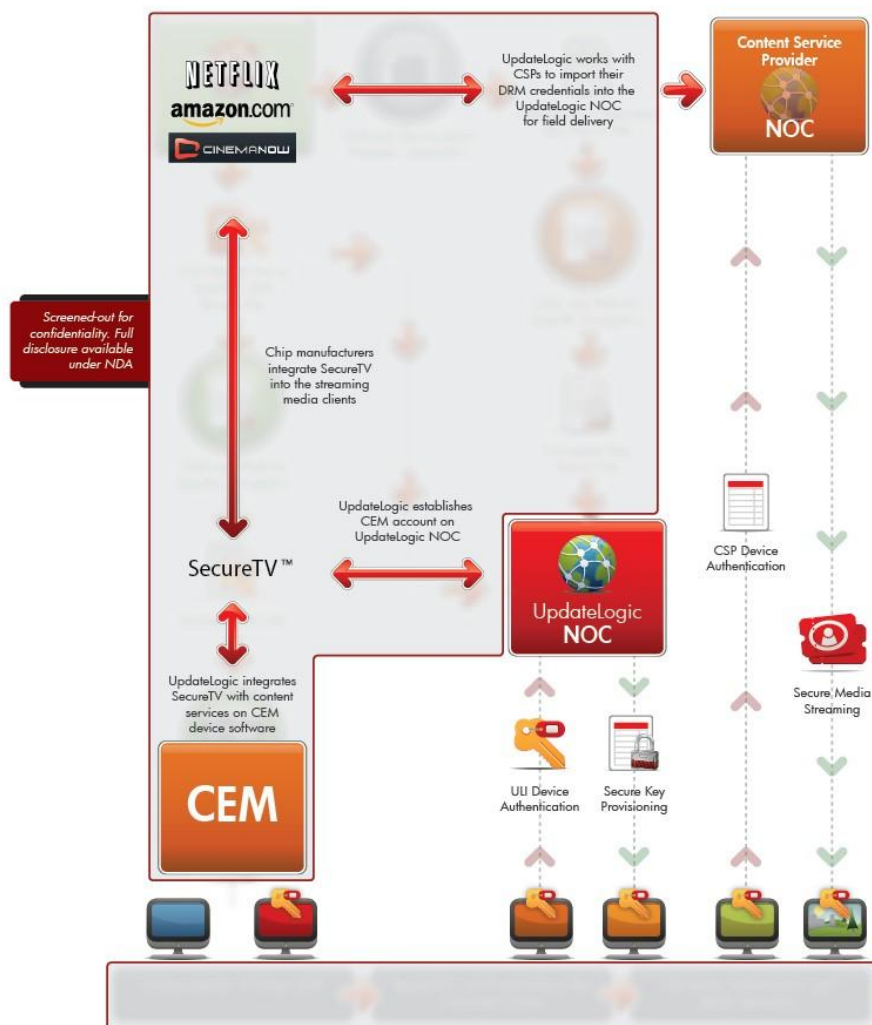 NETFLIX
amazon.com
CINEMANOW
UpdateLogic works with
CSPs to import their
DRM credentials into the
UpdateLogic NOC
for field delivery
Content Service
Provider
NOC
Screened-out for
confidentiality. Full
disclosure available
under NDA
Chip manufacturers
integrate SecureTV
into the streaming
media clients
UpdateLogic establishes
CEM account on
UpdateLogic NOC
SecureTV™
UpdateLogic
NOC
CSP Device
Authentication
Secure Media
Streaming
UpdateLogic integrates
SecureTV with content
services on CEM
device software
CEM
ULI Device
Authentication
Secure Key
Provisioning